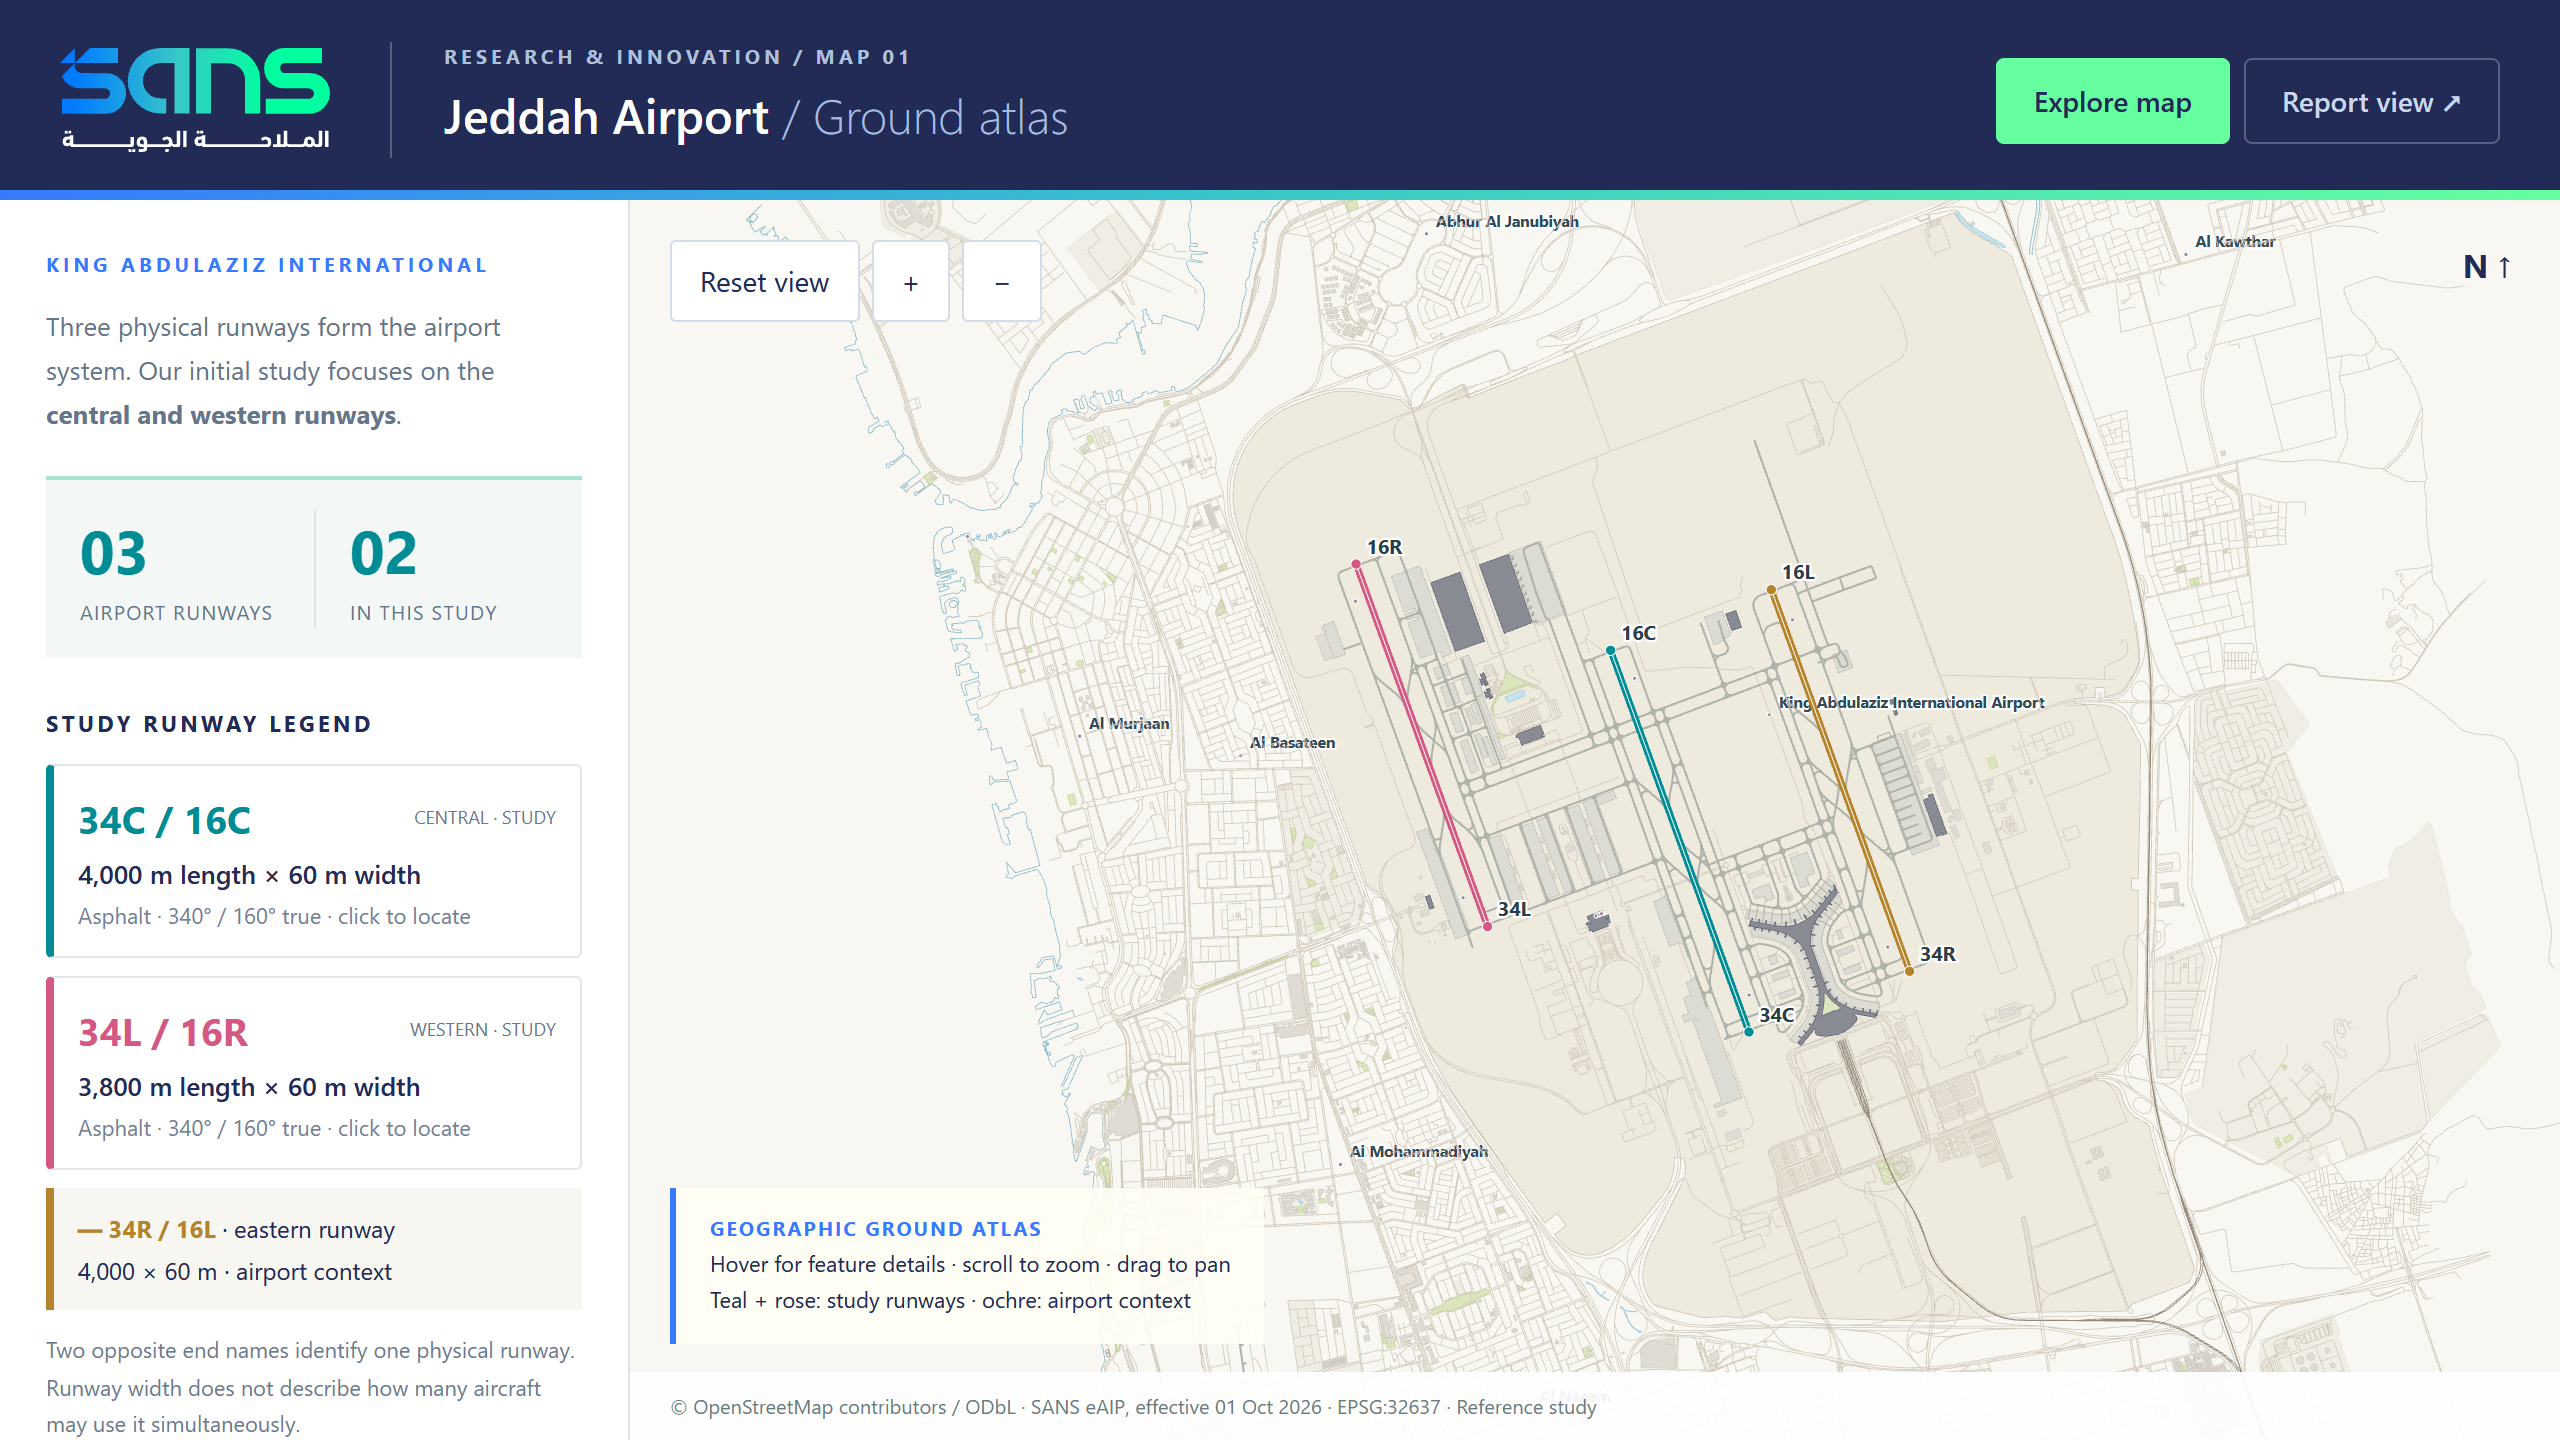 sans
الملاحة الجوية
RESEARCH & INNOVATION / MAP 01
Jeddah Airport / Ground atlas
Explore map
Report view ↗
KING ABDULAZIZ INTERNATIONAL
Three physical runways form the airport
system. Our initial study focuses on the
central and western runways.
03
AIRPORT RUNWAYS
02
IN THIS STUDY
STUDY RUNWAY LEGEND
34C / 16C
CENTRAL · STUDY
4,000 m length × 60 m width
Asphalt · 340° / 160° true · click to locate
34L / 16R
WESTERN · STUDY
3,800 m length × 60 m width
Asphalt · 340° / 160° true · click to locate
— 34R / 16L · eastern runway
4,000 × 60 m · airport context
Two opposite end names identify one physical runway.
Runway width does not describe how many aircraft
may use it simultaneously.
Reset view
+
−
N ↑
Abhur Al Janubiyah
Al Kawthar
16R
16L
16C
King Abdulaziz International Airport
Al Murjaan
Al Basateen
34L
34R
34C
Al Mohammadiyah
GEOGRAPHIC GROUND ATLAS
Hover for feature details · scroll to zoom · drag to pan
Teal + rose: study runways · ochre: airport context
Al Naeem
© OpenStreetMap contributors / ODbL · SANS eAIP, effective 01 Oct 2026 · EPSG:32637 · Reference study